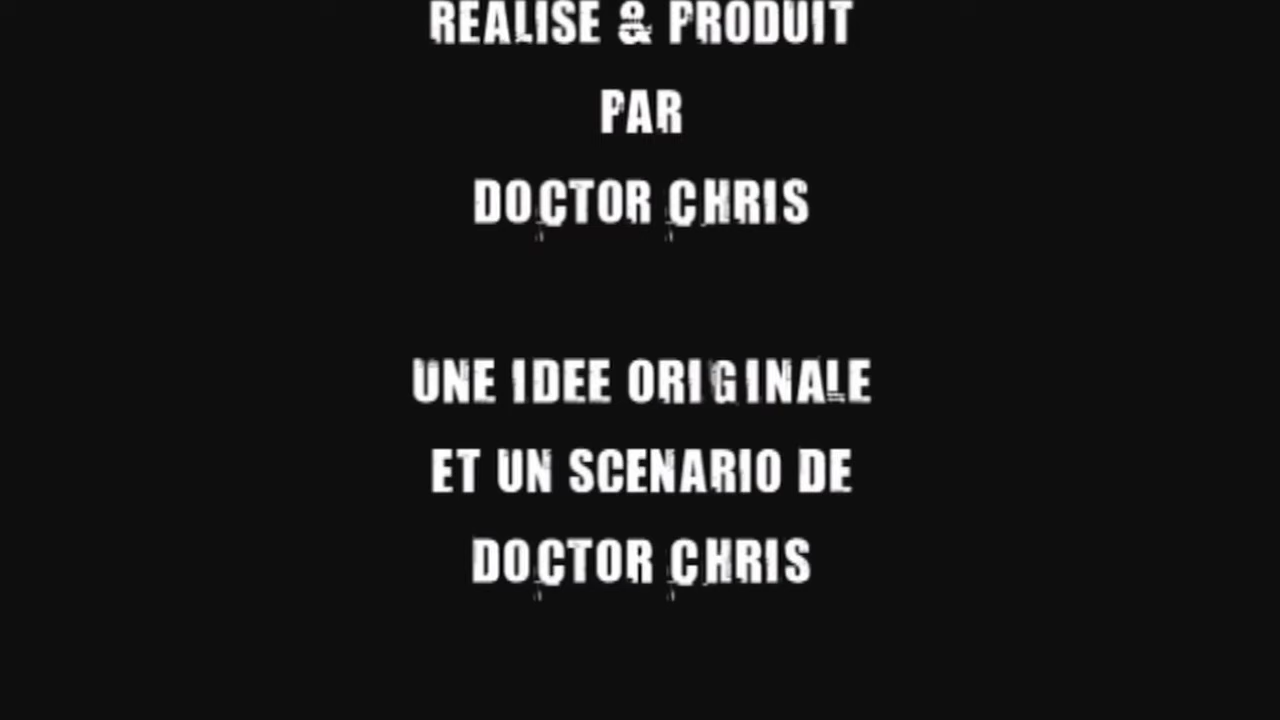 REALISE & PRODUIT
PAR
DOCTOR CHRIS
UNE IDEE ORIGINALE
ET UN SCENARIO DE
DOCTOR CHRIS